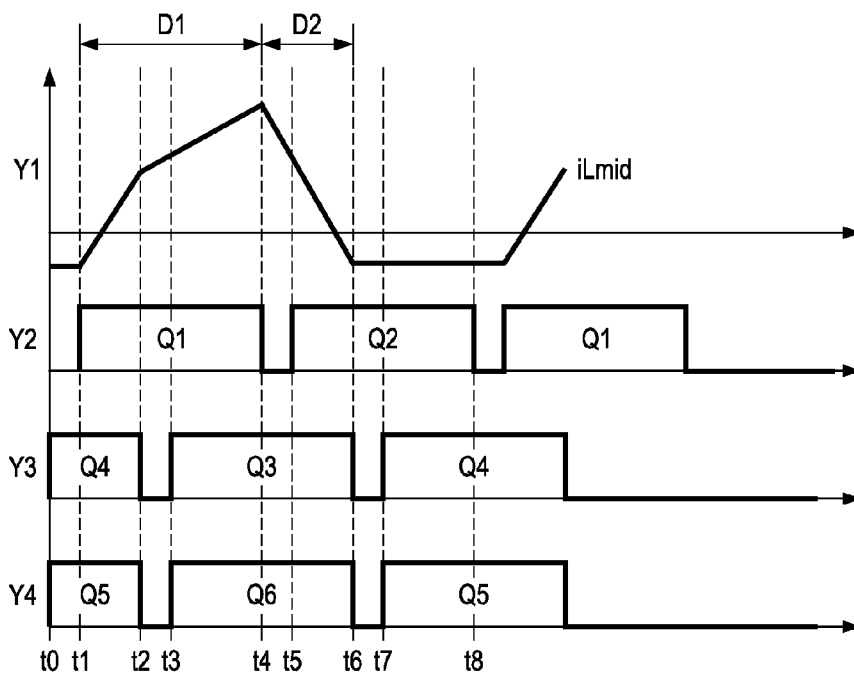 D1 D2
Y1 iLmid
Y2 Q1 Q2 Q1
Y3 Q4 Q3 Q4
Y4 Q5 Q6 Q5
t0 t1 t2 t3 t4 t5 t6 t7 t8